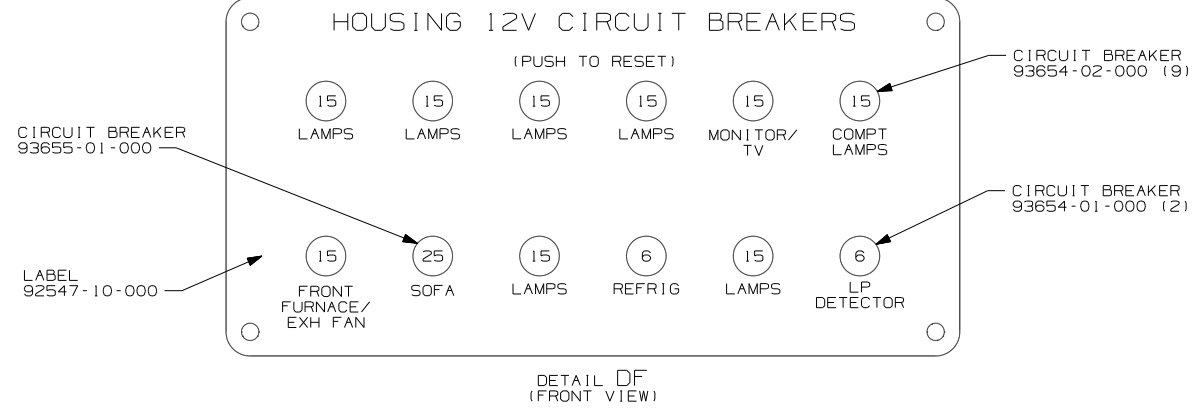 HOUSING 12V CIRCUIT BREAKERS
(PUSH TO RESET)
CIRCUIT BREAKER
93654-02-000 (9)
15 15 15 15 15 15
LAMPS LAMPS LAMPS LAMPS MONITOR/ COMPT
TV LAMPS
CIRCUIT BREAKER
93655-01-000
CIRCUIT BREAKER
93654-01-000 (2)
15 25 15 6 15 6
FRONT SOFA LAMPS REFRIG LAMPS LP
FURNACE/ DETECTOR
EXH FAN
LABEL
92547-10-000
DETAIL DF
(FRONT VIEW)